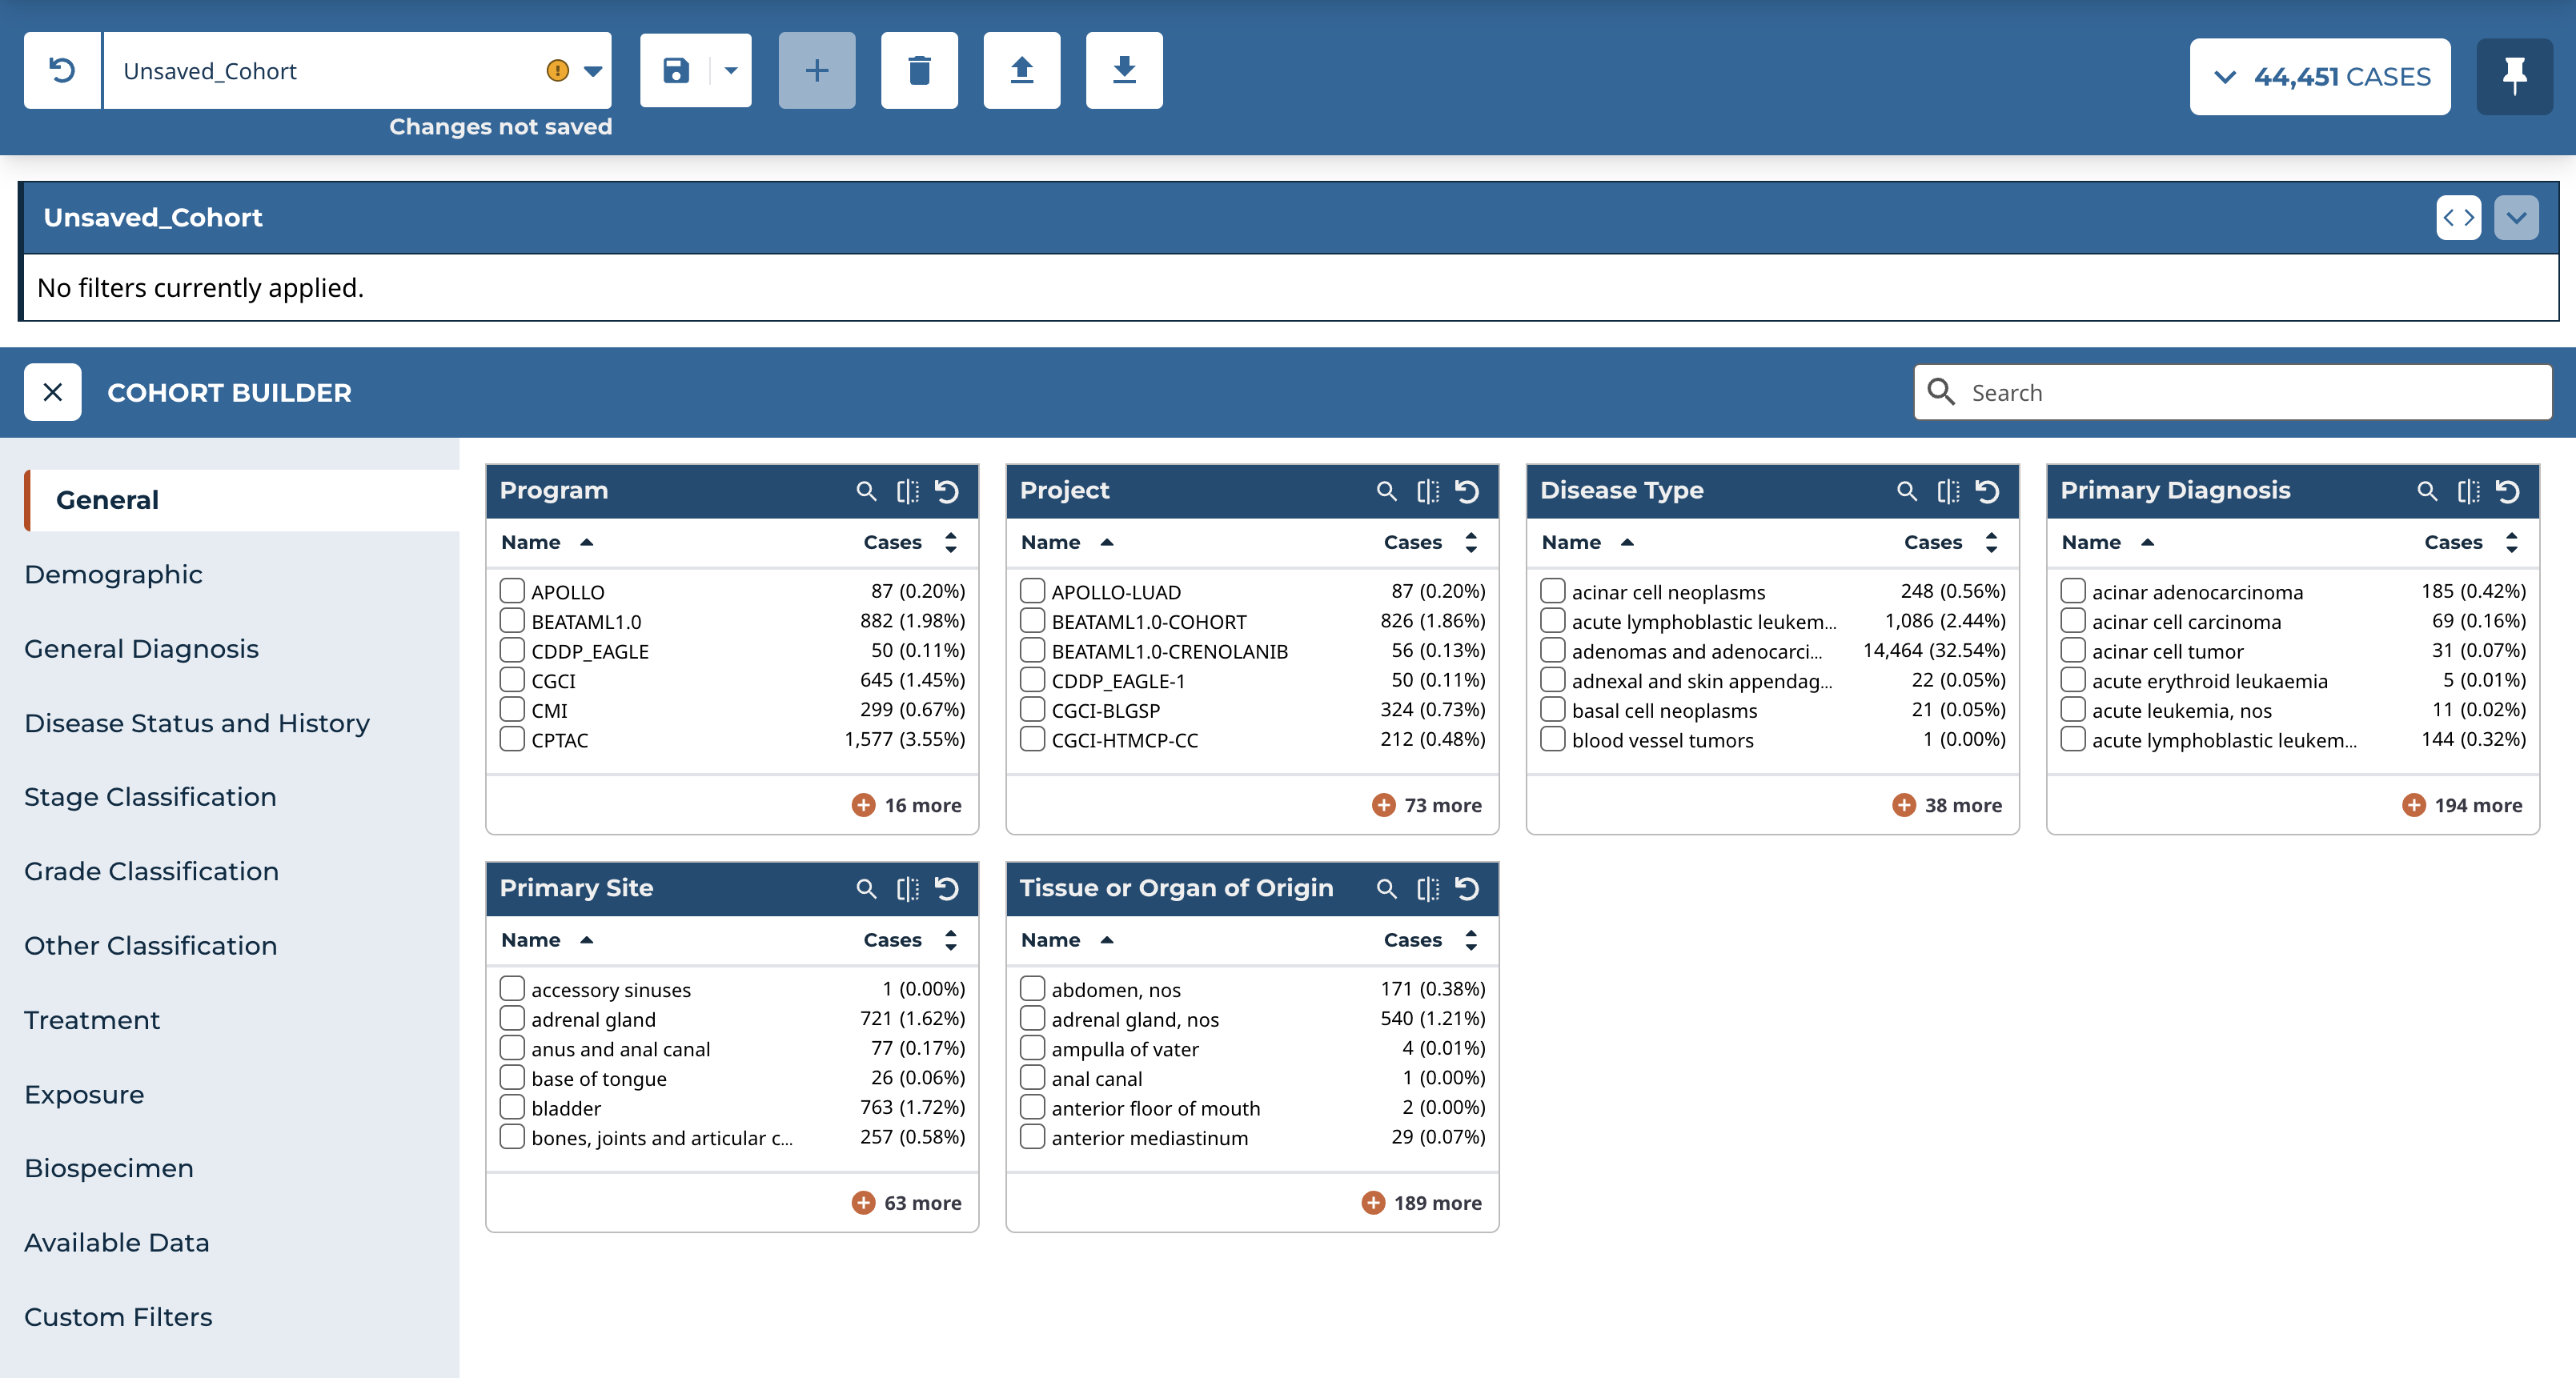 Unsaved_Cohort
Changes not saved
44,451 CASES
Unsaved_Cohort
No filters currently applied.
COHORT BUILDER
Search
General
Demographic
General Diagnosis
Disease Status and History
Stage Classification
Grade Classification
Other Classification
Treatment
Exposure
Biospecimen
Available Data
Custom Filters
Program
Name Cases
APOLLO 87 (0.20%)
BEATAML1.0 882 (1.98%)
CDDP_EAGLE 50 (0.11%)
CGCI 645 (1.45%)
CMI 299 (0.67%)
CPTAC 1,577 (3.55%)
16 more
Project
Name Cases
APOLLO-LUAD 87 (0.20%)
BEATAML1.0-COHORT 826 (1.86%)
BEATAML1.0-CRENOLANIB 56 (0.13%)
CDDP_EAGLE-1 50 (0.11%)
CGCI-BLGSP 324 (0.73%)
CGCI-HTMCP-CC 212 (0.48%)
73 more
Disease Type
Name Cases
acinar cell neoplasms 248 (0.56%)
acute lymphoblastic leukem... 1,086 (2.44%)
adenomas and adenocarci... 14,464 (32.54%)
adnexal and skin appendag... 22 (0.05%)
basal cell neoplasms 21 (0.05%)
blood vessel tumors 1 (0.00%)
38 more
Primary Diagnosis
Name Cases
acinar adenocarcinoma 185 (0.42%)
acinar cell carcinoma 69 (0.16%)
acinar cell tumor 31 (0.07%)
acute erythroid leukaemia 5 (0.01%)
acute leukemia, nos 11 (0.02%)
acute lymphoblastic leukem... 144 (0.32%)
194 more
Primary Site
Name Cases
accessory sinuses 1 (0.00%)
adrenal gland 721 (1.62%)
anus and anal canal 77 (0.17%)
base of tongue 26 (0.06%)
bladder 763 (1.72%)
bones, joints and articular c... 257 (0.58%)
63 more
Tissue or Organ of Origin
Name Cases
abdomen, nos 171 (0.38%)
adrenal gland, nos 540 (1.21%)
ampulla of vater 4 (0.01%)
anal canal 1 (0.00%)
anterior floor of mouth 2 (0.00%)
anterior mediastinum 29 (0.07%)
189 more